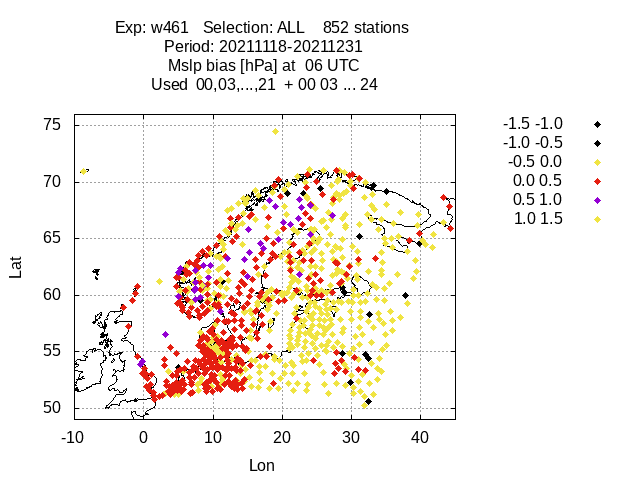 Exp: w461 Selection: ALL 852 stations
Period: 20211118-20211231
Mslp bias [hPa] at 06 UTC
Used 00,03,...,21 + 00 03 ... 24
-1.5 -1.0
-1.0 -0.5
-0.5 0.0
0.0 0.5
0.5 1.0
1.0 1.5
75
70
65
60
55
50
Lat
-10 0 10 20 30 40
Lon